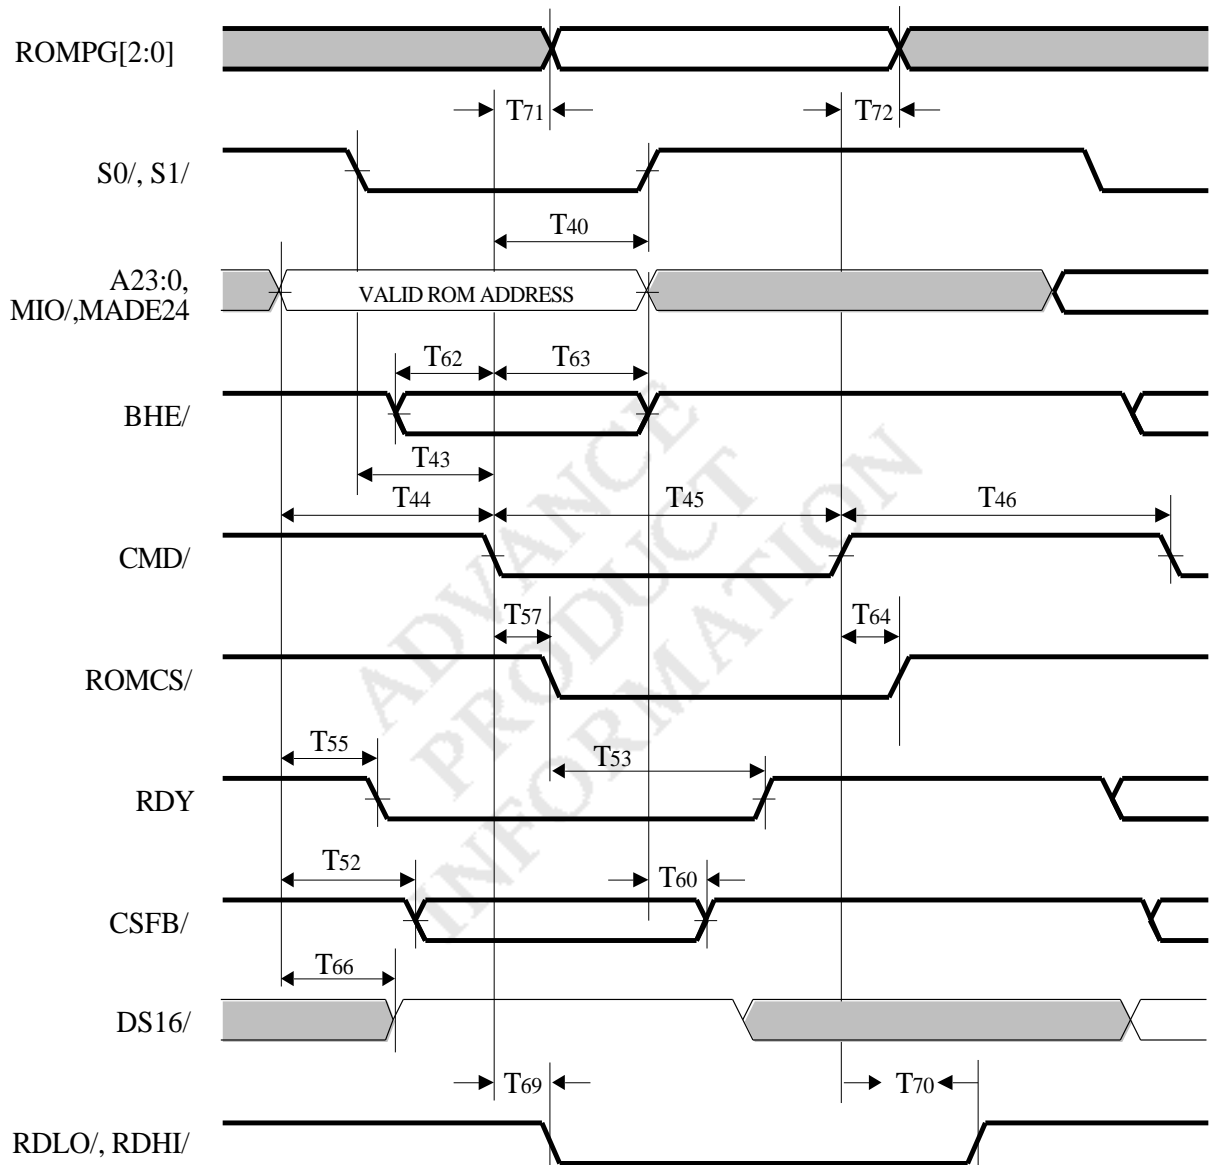 ROMPG[2:0]
T71
T72
S0/, S1/
T40
A23:0,
MIO/,MADE24
VALID ROM ADDRESS
T62
T63
BHE/
T43
T44
T45
T46
CMD/
T57
T64
ROMCS/
T55
T53
RDY
T52
T60
CSFB/
T66
DS16/
T69
T70
RDLO/, RDHI/
ADVANCE
PRODUCT
INFORMATION